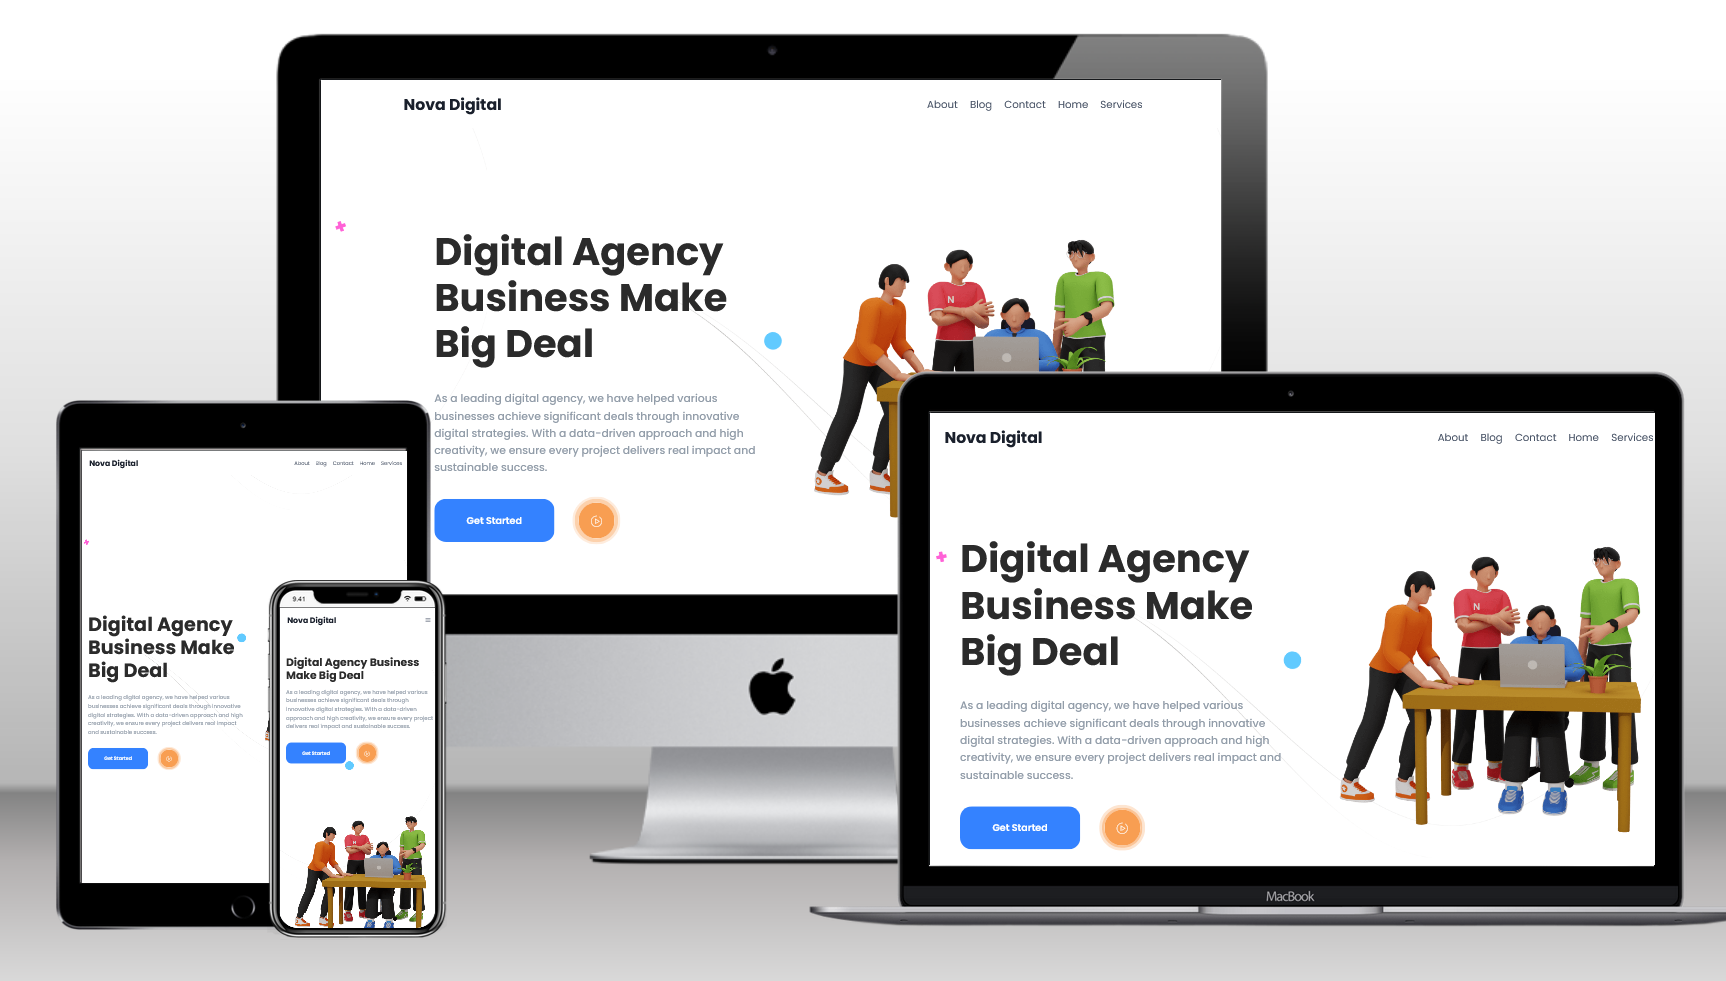 Nova Digital
About Blog Contact Home Services
Digital Agency
Business Make
Big Deal
As a leading digital agency, we have helped various
businesses achieve significant deals through innovative
digital strategies. With a data-driven approach and high
creativity, we ensure every project delivers real impact and
sustainable success.
Get Started
N
Nova Digital
About Blog Contact Home Services
Digital Agency
Business Make
Big Deal
As a leading digital agency, we have helped various
businesses achieve significant deals through innovative
digital strategies. With a data-driven approach and high
creativity, we ensure every project delivers real impact and
sustainable success.
Get Started
9.41
Nova Digital
Digital Agency Business
Make Big Deal
As a leading digital agency, we have helped various
businesses achieve significant deals through
innovative digital strategies. With a data-driven
approach and high creativity, we ensure every project
delivers real impact and sustainable success.
Get Started
N
Nova Digital
About Blog Contact Home Services
Digital Agency
Business Make
Big Deal
As a leading digital agency, we have helped various
businesses achieve significant deals through innovative
digital strategies. With a data-driven approach and high
creativity, we ensure every project delivers real impact and
sustainable success.
Get Started
N
MacBook